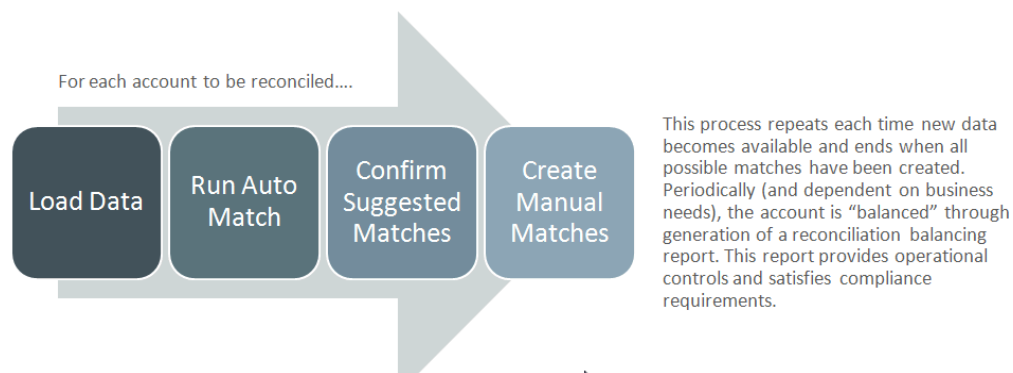 For each account to be reconciled....
Load Data
Run Auto
Match
Confirm
Suggested
Matches
Create
Manual
Matches
This process repeats each time new data
becomes available and ends when all
possible matches have been created.
Periodically (and dependent on business
needs), the account is “balanced” through
generation of a reconciliation balancing
report. This report provides operational
controls and satisfies compliance
requirements.